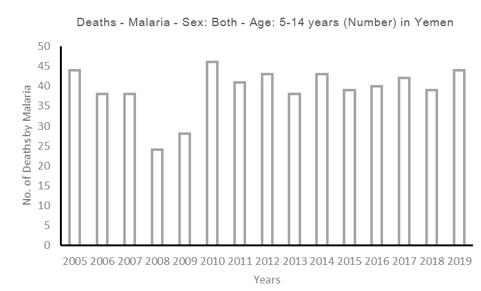 Deaths - Malaria - Sex: Both - Age: 5-14 years (Number) in Yemen
No. of Deaths by Malaria
50
45
40
35
30
25
20
15
10
5
0
2005 2006 2007 2008 2009 2010 2011 2012 2013 2014 2015 2016 2017 2018 2019
Years